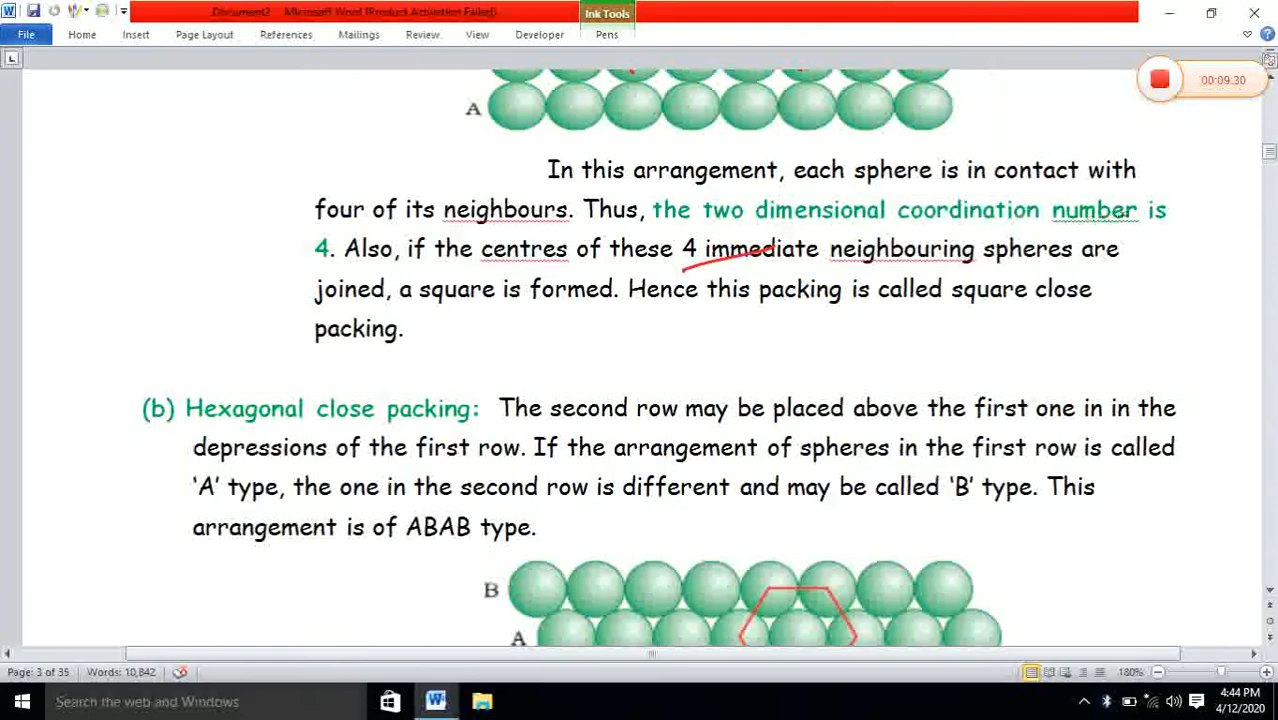 Document2 - Microsoft Word (Product Activation Failed)
Ink Tools
File Home Insert Page Layout References Mailings Review View Developer Pens
00:09.30
A
In this arrangement, each sphere is in contact with
four of its neighbours. Thus, the two dimensional coordination number is
4. Also, if the centres of these 4 immediate neighbouring spheres are
joined, a square is formed. Hence this packing is called square close
packing.
(b) Hexagonal close packing: The second row may be placed above the first one in in the
depressions of the first row. If the arrangement of spheres in the first row is called
‘A’ type, the one in the second row is different and may be called ‘B’ type. This
arrangement is of ABAB type.
B
A
Page: 3 of 35 Words: 10,842 180%
Search the web and Windows
4:44 PM
4/12/2020